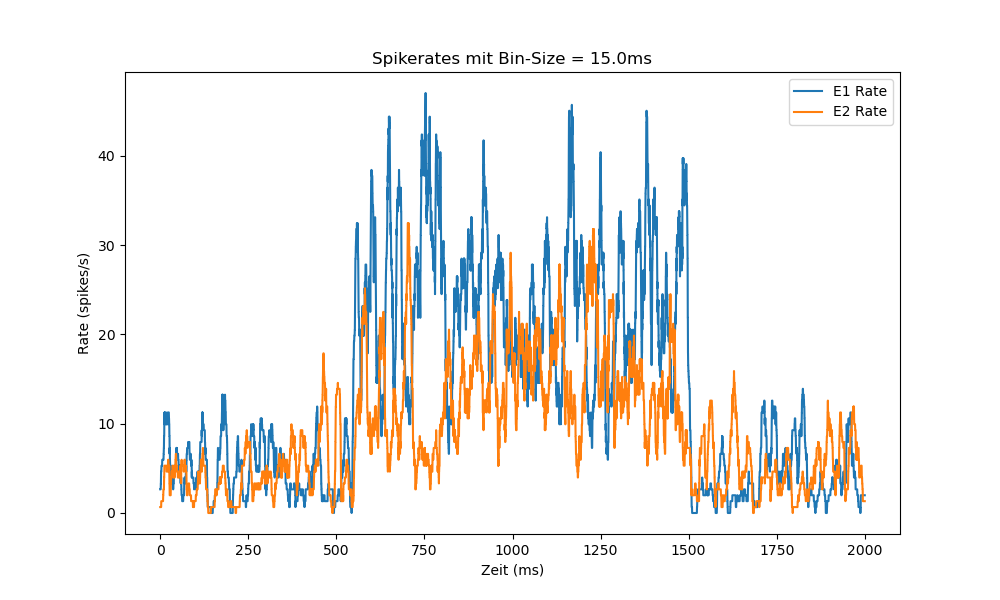 Spikerates mit Bin-Size = 15.0ms
E1 Rate
E2 Rate
Rate (spikes/s)
40
30
20
10
0
0 250 500 750 1000 1250 1500 1750 2000
Zeit (ms)